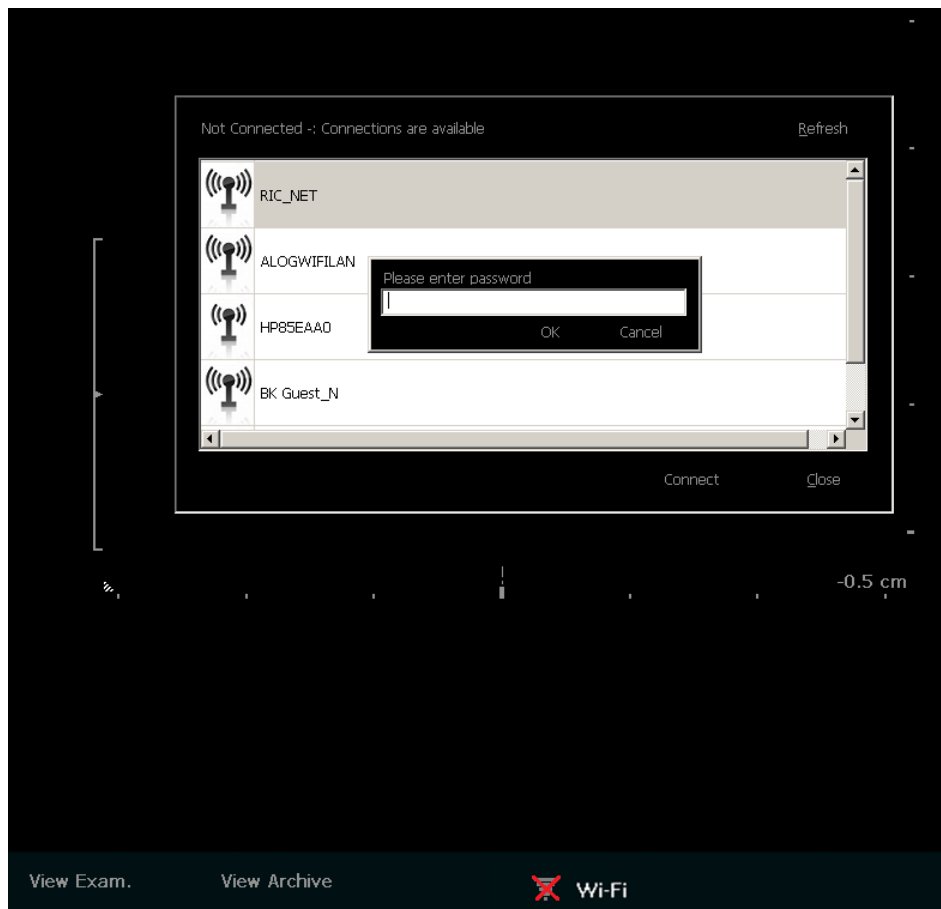 Not Connected -: Connections are available
Refresh
RIC_NET
ALOGWIFILAN
Please enter password
OK Cancel
HP85EAA0
BK Guest_N
Connect Close
-0.5 cm
View Exam. View Archive Wi-Fi